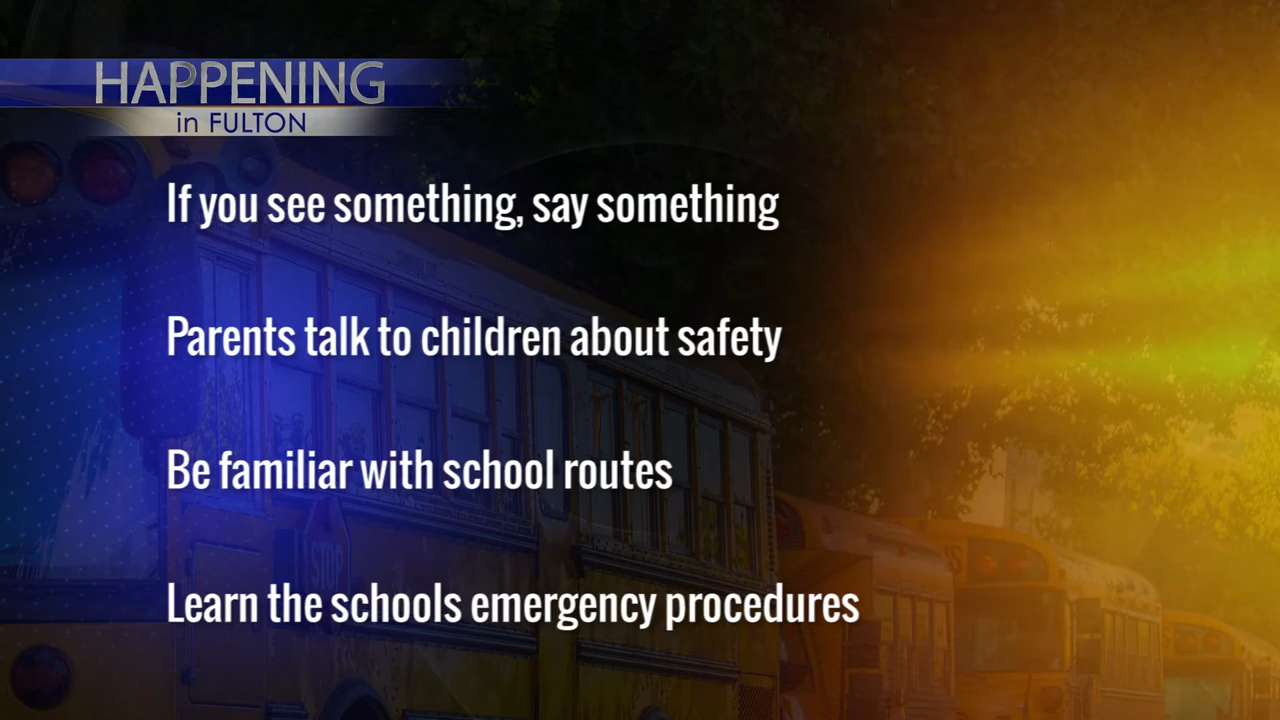 HAPPENING
in FULTON
If you see something, say something
Parents talk to children about safety
Be familiar with school routes
Learn the schools emergency procedures
STOP